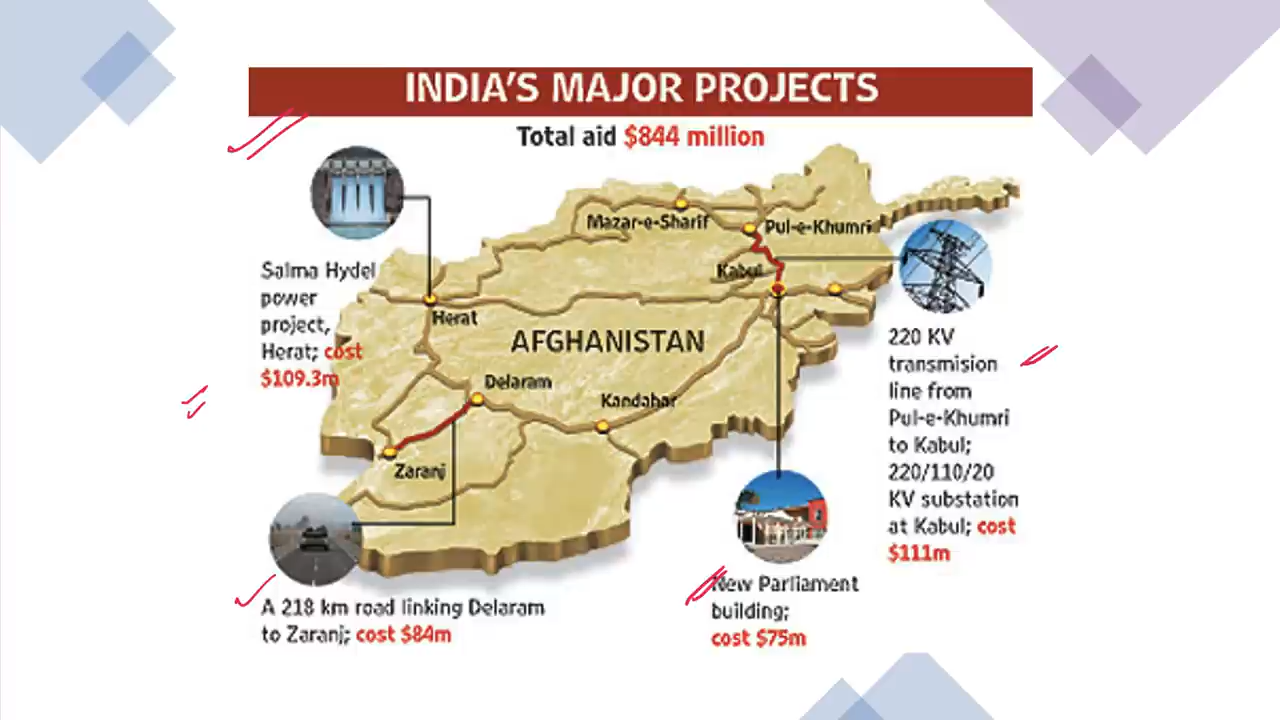 INDIA'S MAJOR PROJECTS
Total aid $844 million
Mazar-e-Sharif
Pul-e-Khumri
Kabul
Salma Hydel
power
project,
Herat; cost
$109.3m
Herat
AFGHANISTAN
220 KV
transmision
line from
Pul-e-Khumri
to Kabul;
220/110/20
KV substation
at Kabul; cost
$111m
Delaram
Kandahar
Zaranj
A 218 km road linking Delaram
to Zaranj; cost $84m
New Parliament
building;
cost $75m